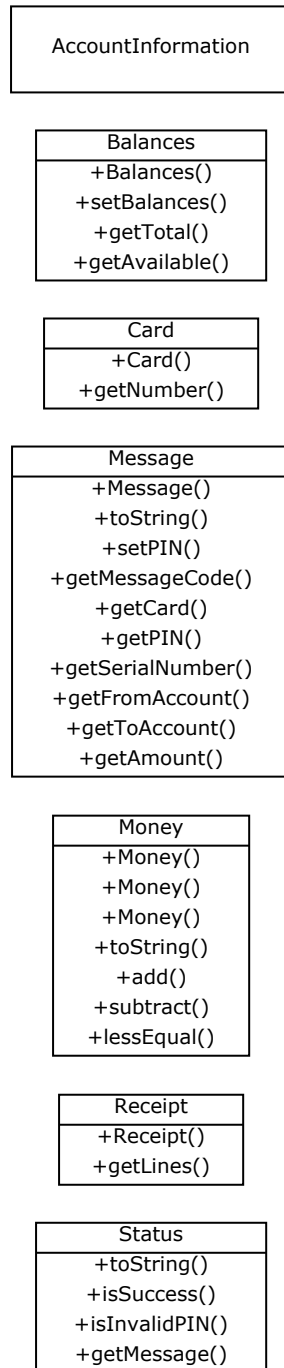 AccountInformation
Balances
+Balances()
+setBalances()
+getTotal()
+getAvailable()
Card
+Card()
+getNumber()
Message
+Message()
+toString()
+setPIN()
+getMessageCode()
+getCard()
+getPIN()
+getSerialNumber()
+getFromAccount()
+getToAccount()
+getAmount()
Money
+Money()
+Money()
+Money()
+toString()
+add()
+subtract()
+lessEqual()
Receipt
+Receipt()
+getLines()
Status
+toString()
+isSuccess()
+isInvalidPIN()
+getMessage()